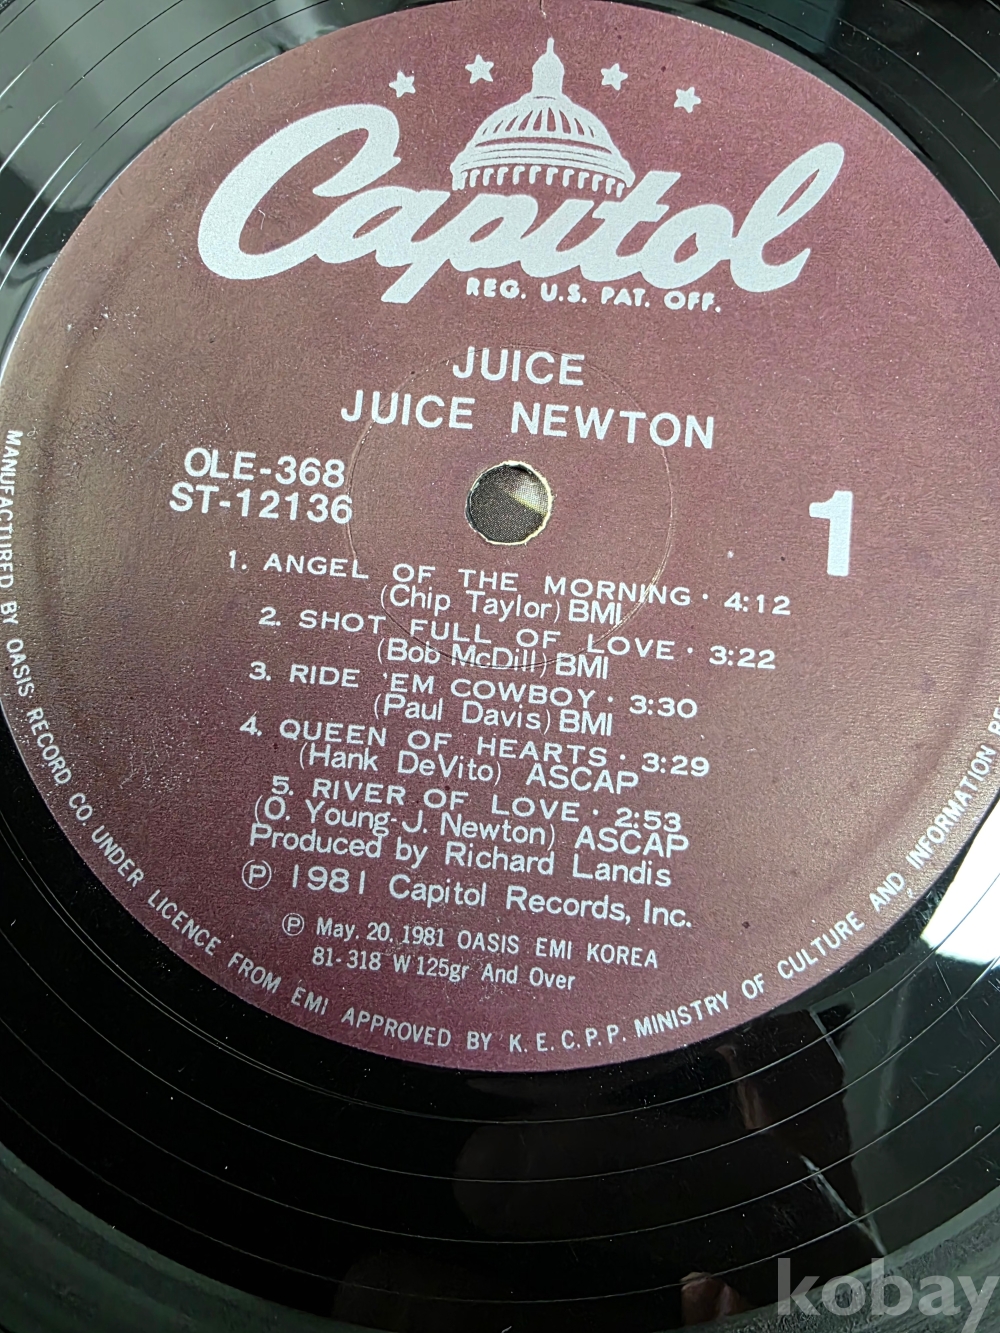 Capitol
REG. U.S. PAT. OFF.
JUICE
JUICE NEWTON
OLE-368
ST-12136
1
1. ANGEL OF THE MORNING · 4:12
(Chip Taylor) BMI
2. SHOT FULL OF LOVE · 3:22
(Bob McDill) BMI
3. RIDE 'EM COWBOY · 3:30
(Paul Davis) BMI
4. QUEEN OF HEARTS · 3:29
(Hank DeVito) ASCAP
5. RIVER OF LOVE · 2:53
(O. Young-J. Newton) ASCAP
Produced by Richard Landis
Ⓟ 1981 Capitol Records, Inc.
Ⓟ May. 20. 1981 OASIS EMI KOREA
81-318 W 125gr And Over
MANUFACTURED BY OASIS RECORD CO UNDER LICENCE FROM EMI APPROVED BY K. E. C. P. P. MINISTRY OF CULTURE AND INFORMATION
kobay